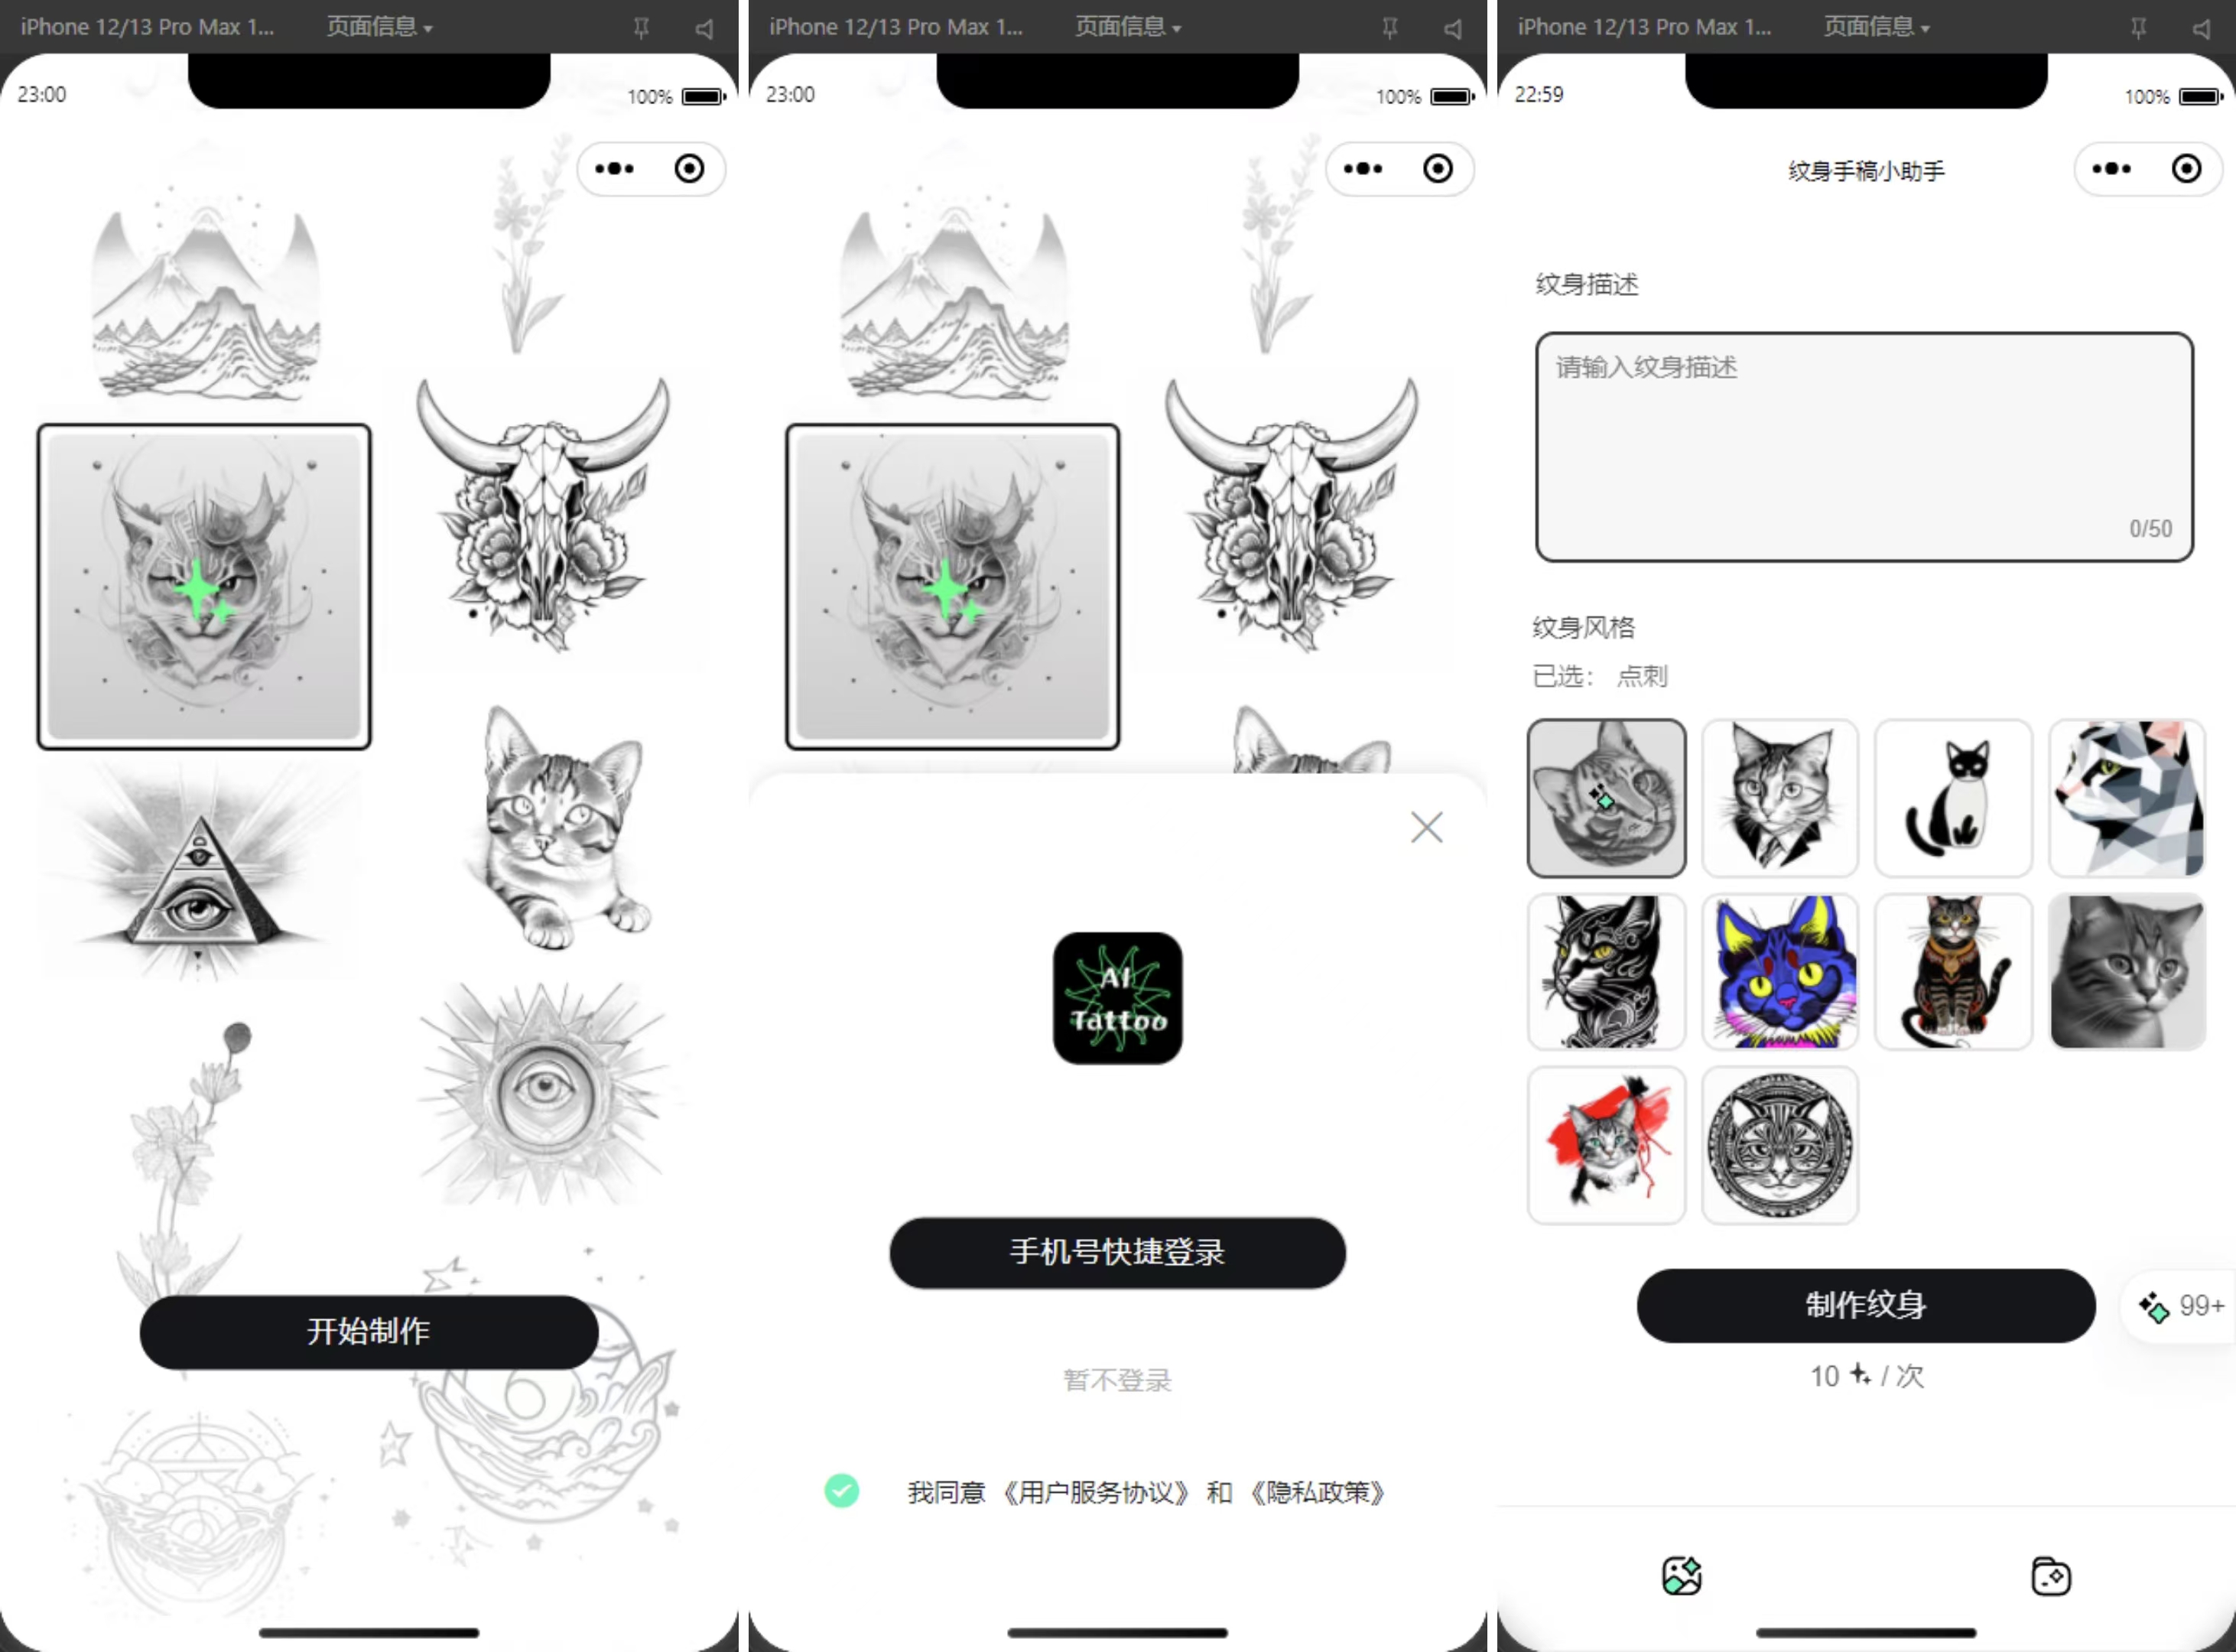 iPhone 12/13 Pro Max 1... 页面信息
23:00
100%
开始制作
iPhone 12/13 Pro Max 1... 页面信息
23:00
100%
AI
Tattoo
手机号快捷登录
暂不登录
我同意 《用户服务协议》 和 《隐私政策》
iPhone 12/13 Pro Max 1... 页面信息
22:59
100%
纹身手稿小助手
纹身描述
请输入纹身描述
0/50
纹身风格
已选： 点刺
制作纹身
99+
10 / 次